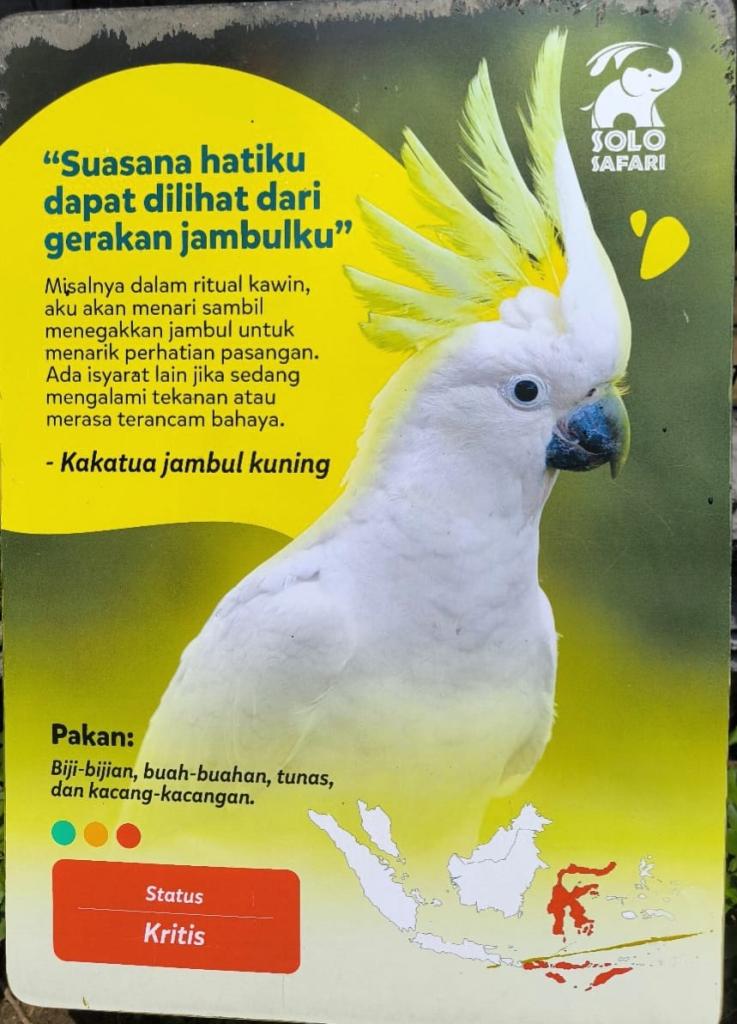 SOLO
SAFARI
“Suasana hatiku
dapat dilihat dari
gerakan jambulku”
Misalnya dalam ritual kawin,
aku akan menari sambil
menegakkan jambul untuk
menarik perhatian pasangan.
Ada isyarat lain jika sedang
mengalami tekanan atau
merasa terancam bahaya.
- Kakatua jambul kuning
Pakan:
Biji-bijian, buah-buahan, tunas,
dan kacang-kacangan.
Status
Kritis